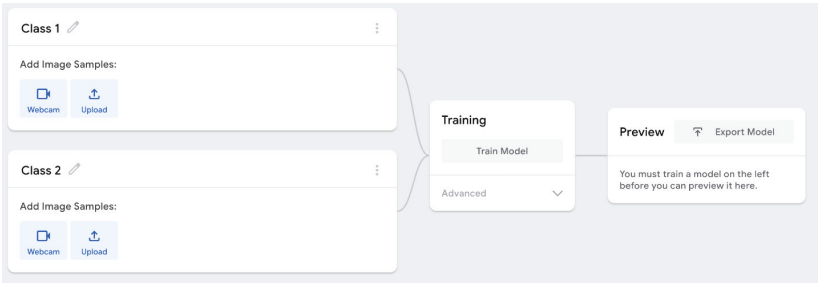 Class 1
Add Image Samples:
Webcam
Upload
Class 2
Add Image Samples:
Webcam
Upload
Training
Train Model
Advanced
Preview
Export Model
You must train a model on the left
before you can preview it here.